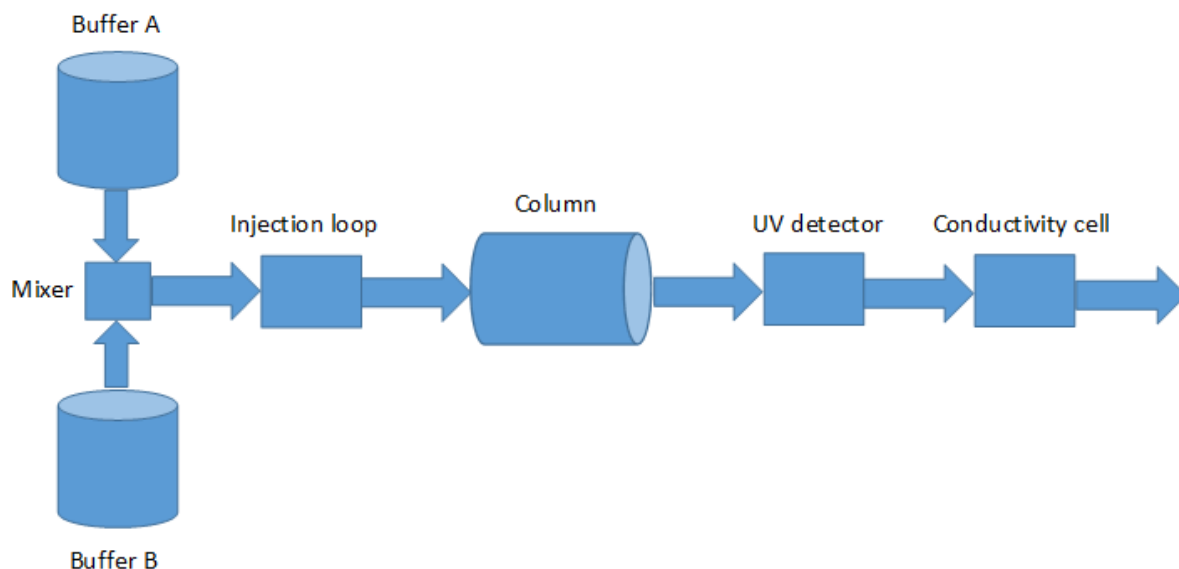 Buffer A
Injection loop
Column
UV detector
Conductivity cell
Mixer
Buffer B